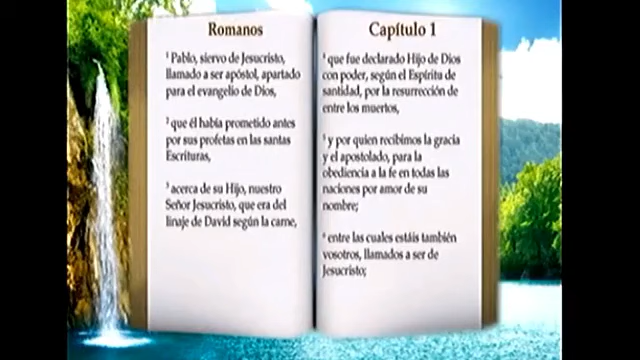 Romanos
¹ Pablo, siervo de Jesucristo,
llamado a ser apóstol, apartado
para el evangelio de Dios,
² que él había prometido antes
por sus profetas en las santas
Escrituras,
³ acerca de su Hijo, nuestro
Señor Jesucristo, que era del
linaje de David según la carne,
Capítulo 1
⁴ que fue declarado Hijo de Dios
con poder, según el Espíritu de
santidad, por la resurrección de
entre los muertos,
⁵ y por quien recibimos la gracia
y el apostolado, para la
obediencia a la fe en todas las
naciones por amor de su
nombre;
⁶ entre las cuales estáis también
vosotros, llamados a ser de
Jesucristo;